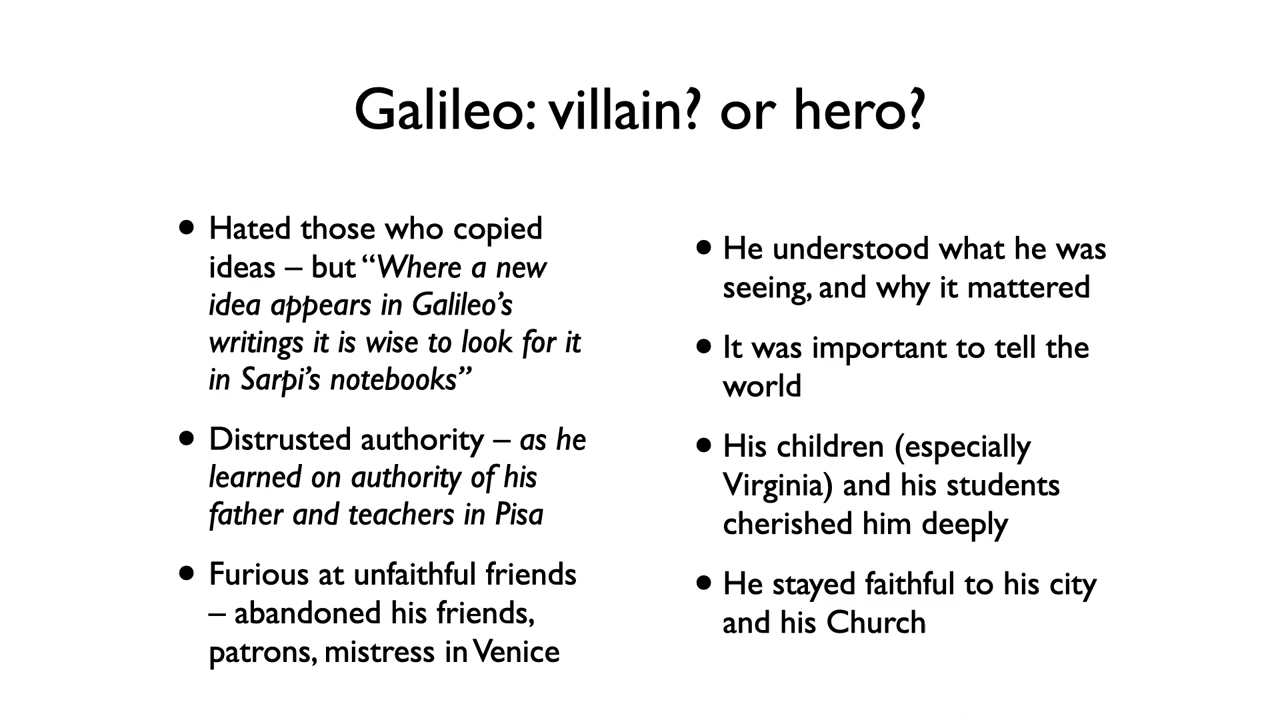 Galileo: villain? or hero?
• Hated those who copied
ideas – but “Where a new
idea appears in Galileo’s
writings it is wise to look for it
in Sarpi’s notebooks”
• Distrusted authority – as he
learned on authority of his
father and teachers in Pisa
• Furious at unfaithful friends
– abandoned his friends,
patrons, mistress in Venice
• He understood what he was
seeing, and why it mattered
• It was important to tell the
world
• His children (especially
Virginia) and his students
cherished him deeply
• He stayed faithful to his city
and his Church